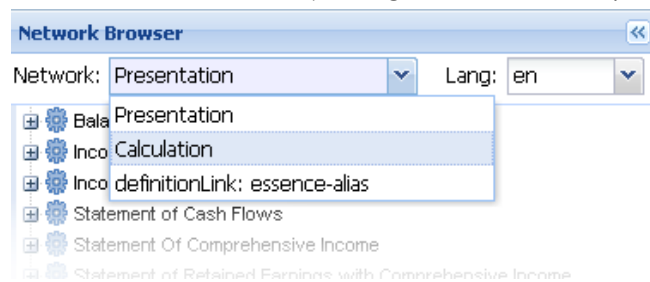 Network Browser
Network: Presentation Lang: en
Presentation
Calculation
definitionLink: essence-alias
Bala
Inco
Inco
Statement of Cash Flows
Statement Of Comprehensive Income
Statement of Retained Earnings with Comprehensive Income